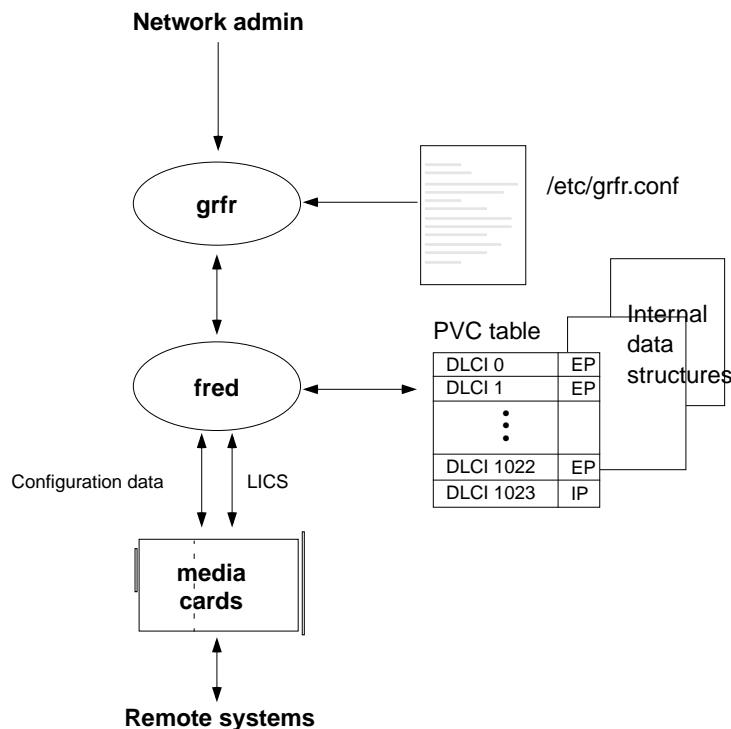 Network admin
grfr
/etc/grfr.conf
Internal
data
structures
PVC table
DLCI 0 EP
DLCI 1 EP
fred
DLCI 1022 EP
DLCI 1023 IP
Configuration data
LICS
media
cards
Remote systems